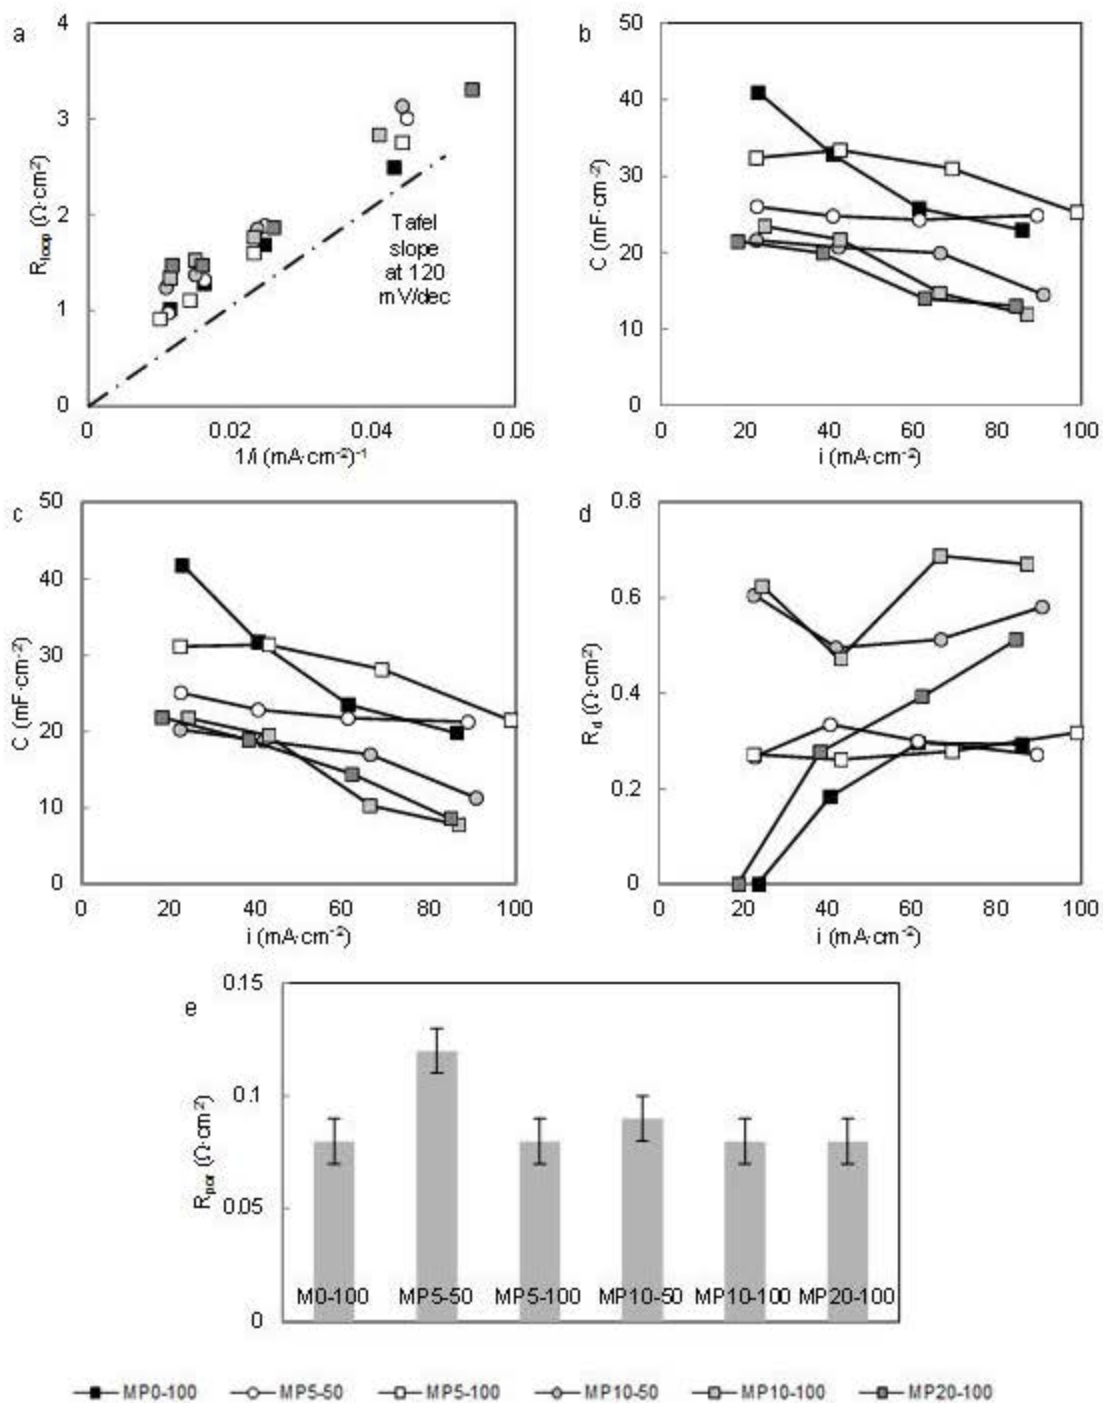 a
4
3
2
1
0
R_loop (Ω·cm⁻²)
Tafel
slope
at 120
mV/dec
0 0.02 0.04 0.06
1/i (mA·cm⁻²)⁻¹
b
50
40
30
20
10
0
C (mF·cm⁻²)
0 20 40 60 80 100
i (mA·cm⁻²)
c
50
40
30
20
10
0
C (mF·cm⁻²)
0 20 40 60 80 100
i (mA·cm⁻²)
d
0.8
0.6
0.4
0.2
0
R_d (Ω·cm²)
0 20 40 60 80 100
i (mA·cm⁻²)
e
0.15
0.1
0.05
0
R_por (Ω·cm²)
M0-100 MP5-50 MP5-100 MP10-50 MP10-100 MP20-100
MP0-100 MP5-50 MP5-100 MP10-50 MP10-100 MP20-100